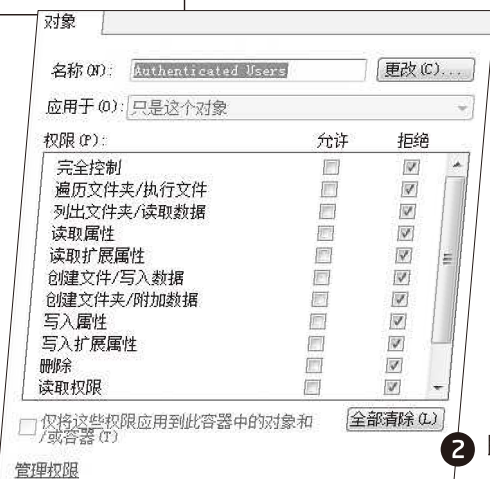 对象
名称(N): Authenticated Users 更改(C)...
应用于(O): 只是这个对象
权限(P): 允许 拒绝
完全控制
遍历文件夹/执行文件
列出文件夹/读取数据
读取属性
读取扩展属性
创建文件/写入数据
创建文件夹/附加数据
写入属性
写入扩展属性
删除
读取权限
仅将这些权限应用到此容器中的对象和
/或容器(T) 全部清除(L)
管理权限
2